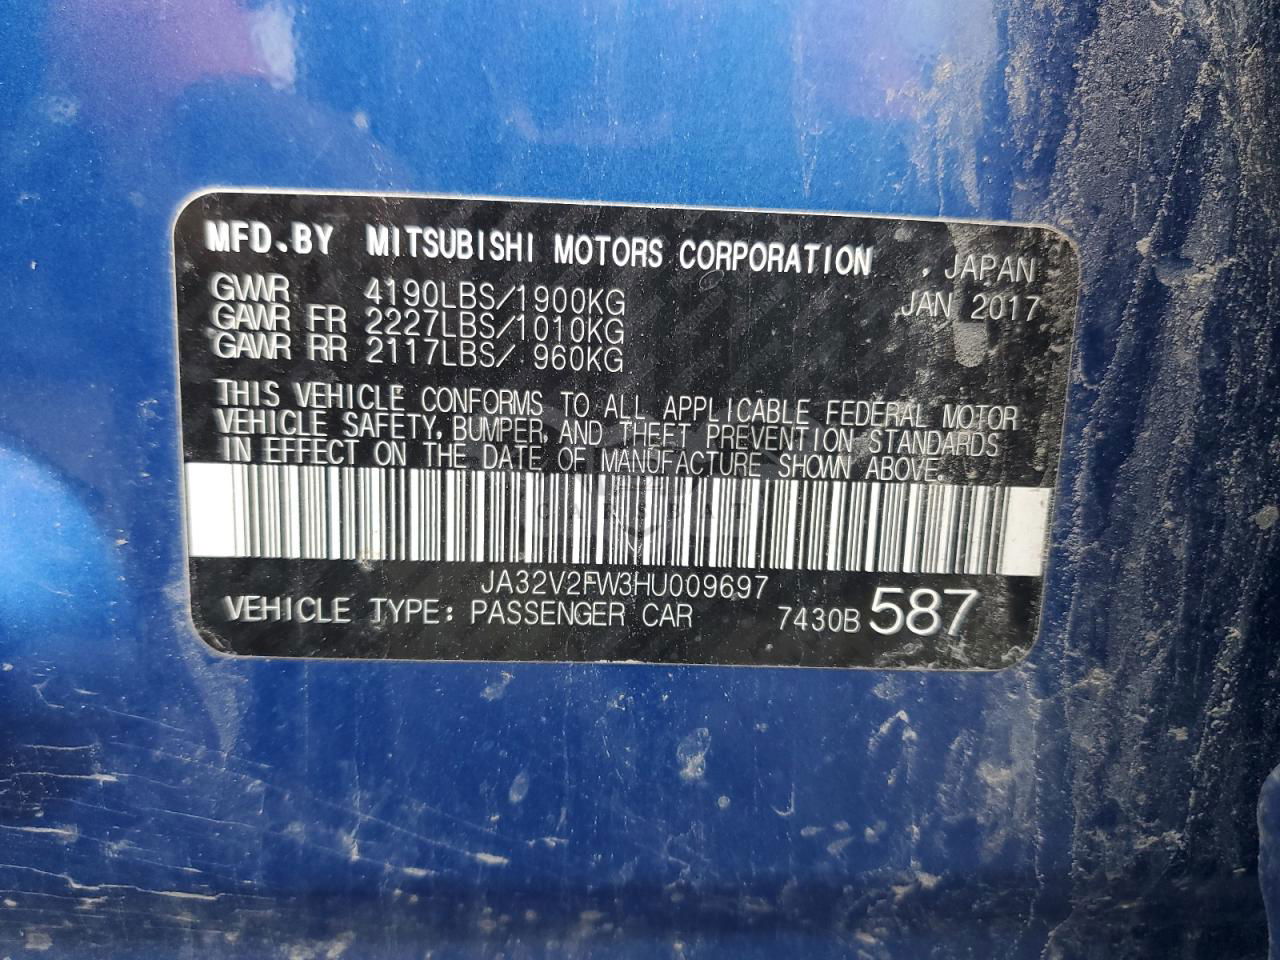 MFD.BY MITSUBISHI MOTORS CORPORATION , JAPAN
GWWR 4190LBS/1900KG JAN 2017
GAWR FR 2227LBS/1010KG
GAWR RR 2117LBS/ 960KG
THIS VEHICLE CONFORMS TO ALL APPLICABLE FEDERAL MOTOR
VEHICLE SAFETY, BUMPER, AND THEFT PREVENTION STANDARDS
IN EFFECT ON THE DATE OF MANUFACTURE SHOWN ABOVE.
JA32V2FW3HU009697
VEHICLE TYPE: PASSENGER CAR 7430B 587